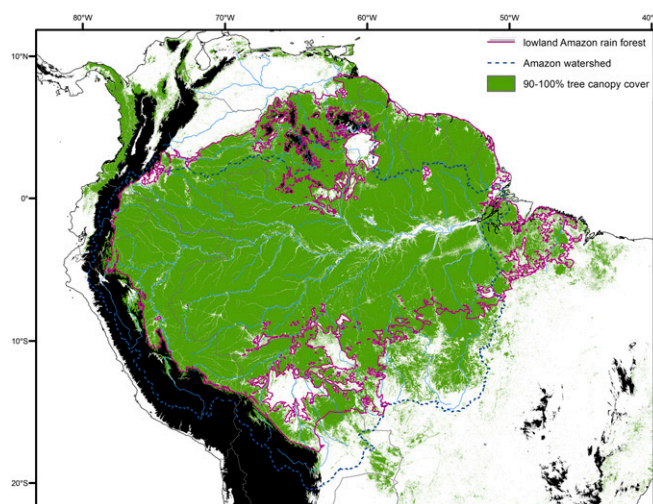 80°W 70°W 60°W 50°W 40°
lowland Amazon rain forest
Amazon watershed
90-100% tree canopy cover
10°N
0°
10°S
20°S